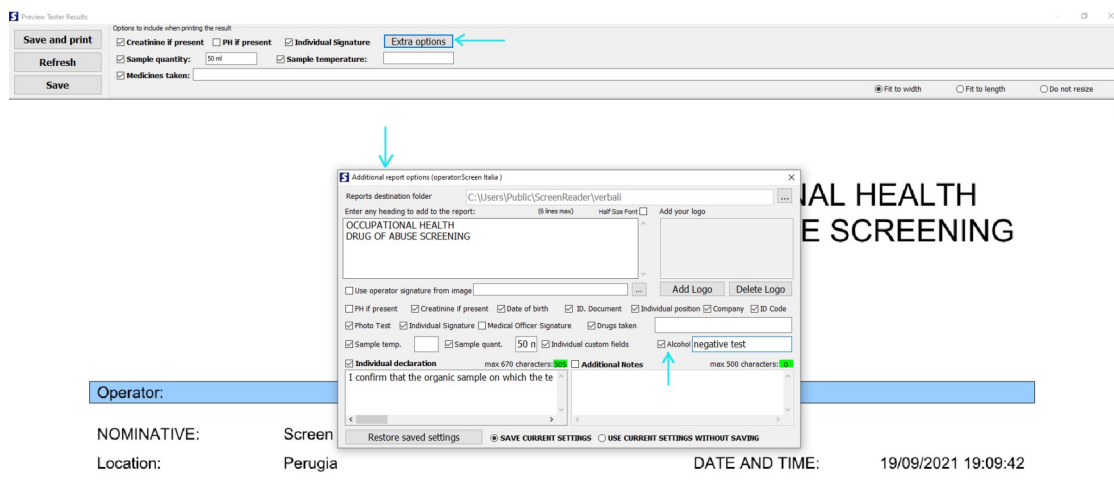 Preview Tester Results
Options to include when printing the result
Save and print
Creatinine if present PH if present Individual Signature Extra options
Refresh
Sample quantity: 50 ml Sample temperature:
Save
Medicines taken:
Fit to width Fit to length Do not resize
Additional report options (operator:Screen Italia )
Reports destination folder C:\Users\Public\ScreenReader\verbali ...
Enter any heading to add to the report: (6 lines max) Half Size Font Add your logo
OCCUPATIONAL HEALTH
DRUG OF ABUSE SCREENING
NAL HEALTH
E SCREENING
Use operator signature from image ... Add Logo Delete Logo
PH if present Creatinine if present Date of birth ID. Document Individual position Company ID Code
Photo Test Individual Signature Medical Officer Signature Drugs taken
Sample temp. Sample quant. 50 n Individual custom fields Alcohol negative test
Individual declaration max 670 characters: 305 Additional Notes max 500 characters: 0
I confirm that the organic sample on which the te
Restore saved settings SAVE CURRENT SETTINGS USE CURRENT SETTINGS WITHOUT SAVING
Operator:
NOMINATIVE: Screen
Location: Perugia DATE AND TIME: 19/09/2021 19:09:42